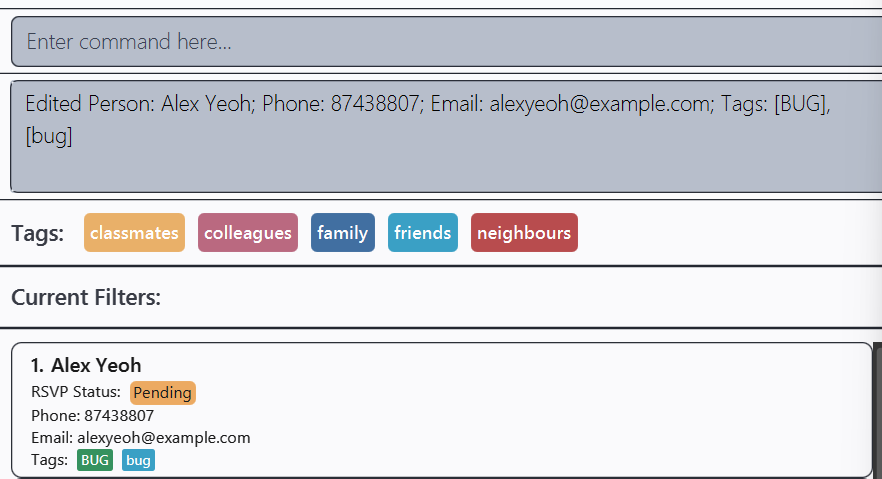 Enter command here...
Edited Person: Alex Yeoh; Phone: 87438807; Email: alexyeoh@example.com; Tags: [BUG],
[bug]
Tags: classmates colleagues family friends neighbours
Current Filters:
1. Alex Yeoh
RSVP Status: Pending
Phone: 87438807
Email: alexyeoh@example.com
Tags: BUG bug